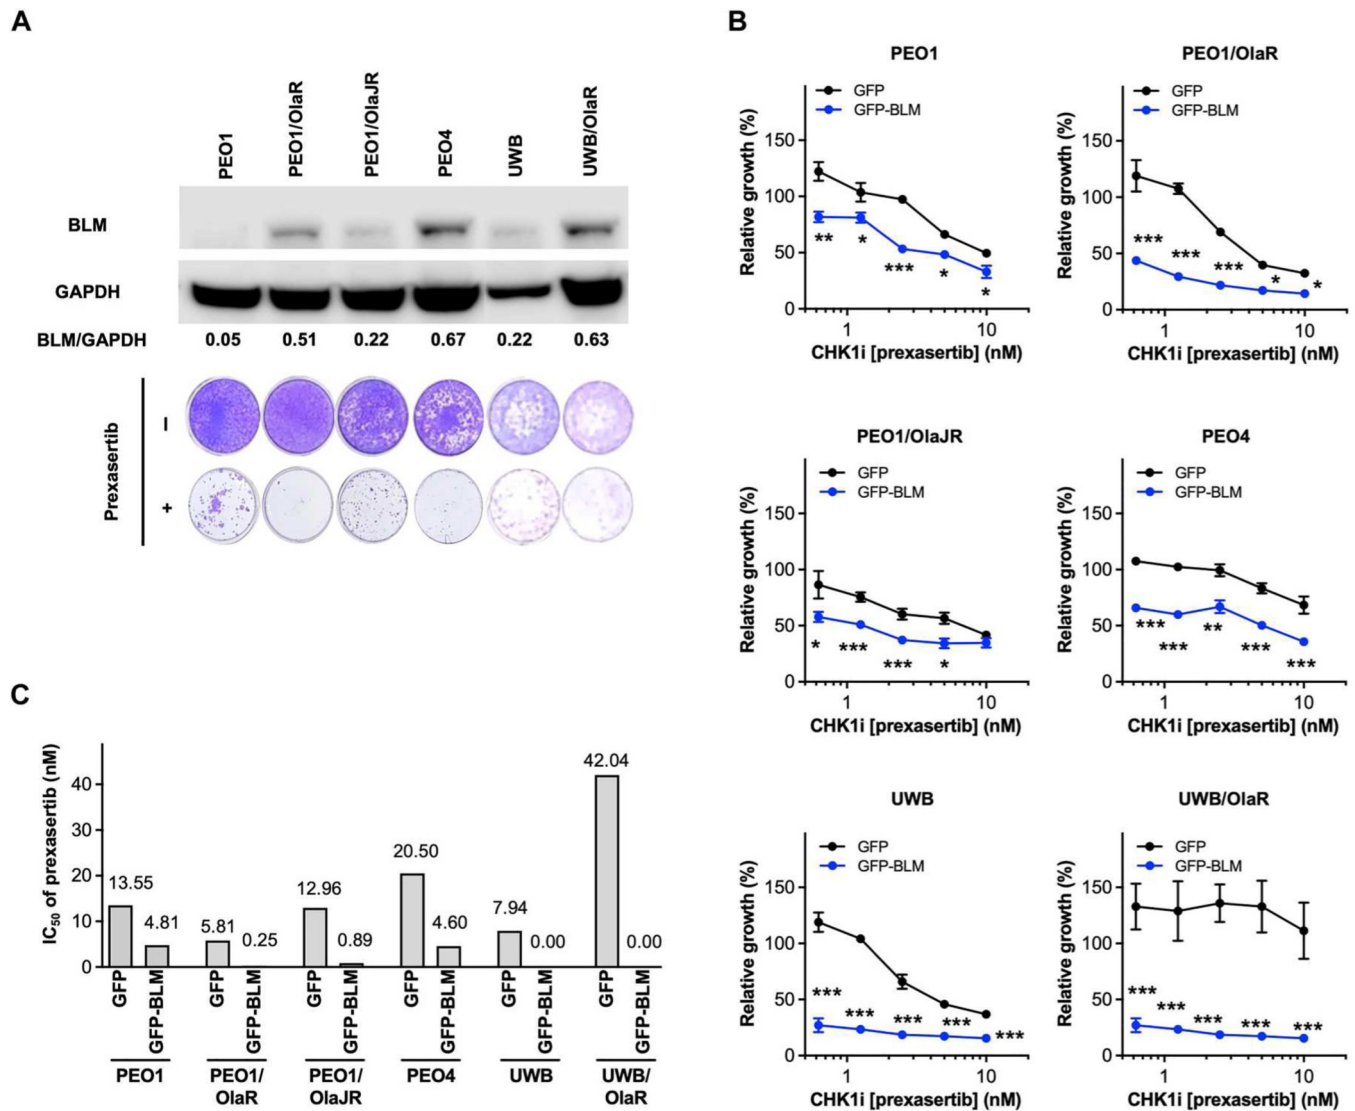 A
PEO1
PEO1/OlaR
PEO1/OlaJR
PEO4
UWB
UWB/OlaR
BLM
GAPDH
BLM/GAPDH 0.05 0.51 0.22 0.67 0.22 0.63
Prexasertib
–
+
B
PEO1
GFP
GFP-BLM
Relative growth (%)
150
100
50
0
** * *** * *
1 10
CHK1i [prexasertib] (nM)
PEO1/OlaR
GFP
GFP-BLM
Relative growth (%)
150
100
50
0
*** *** *** * *
1 10
CHK1i [prexasertib] (nM)
PEO1/OlaJR
GFP
GFP-BLM
Relative growth (%)
150
100
50
0
* *** *** *
1 10
CHK1i [prexasertib] (nM)
PEO4
GFP
GFP-BLM
Relative growth (%)
150
100
50
0
*** *** ** *** ***
1 10
CHK1i [prexasertib] (nM)
UWB
GFP
GFP-BLM
Relative growth (%)
150
100
50
0
*** *** *** *** ***
1 10
CHK1i [prexasertib] (nM)
UWB/OlaR
GFP
GFP-BLM
Relative growth (%)
150
100
50
0
*** *** *** *** ***
1 10
CHK1i [prexasertib] (nM)
C
IC50 of prexasertib (nM)
40
30
20
10
0
13.55 4.81 5.81 0.25 12.96 0.89 20.50 4.60 7.94 0.00 42.04 0.00
GFP GFP-BLM GFP GFP-BLM GFP GFP-BLM GFP GFP-BLM GFP GFP-BLM GFP GFP-BLM
PEO1 PEO1/ PEO1/ PEO4 UWB UWB/
OlaR OlaJR OlaR